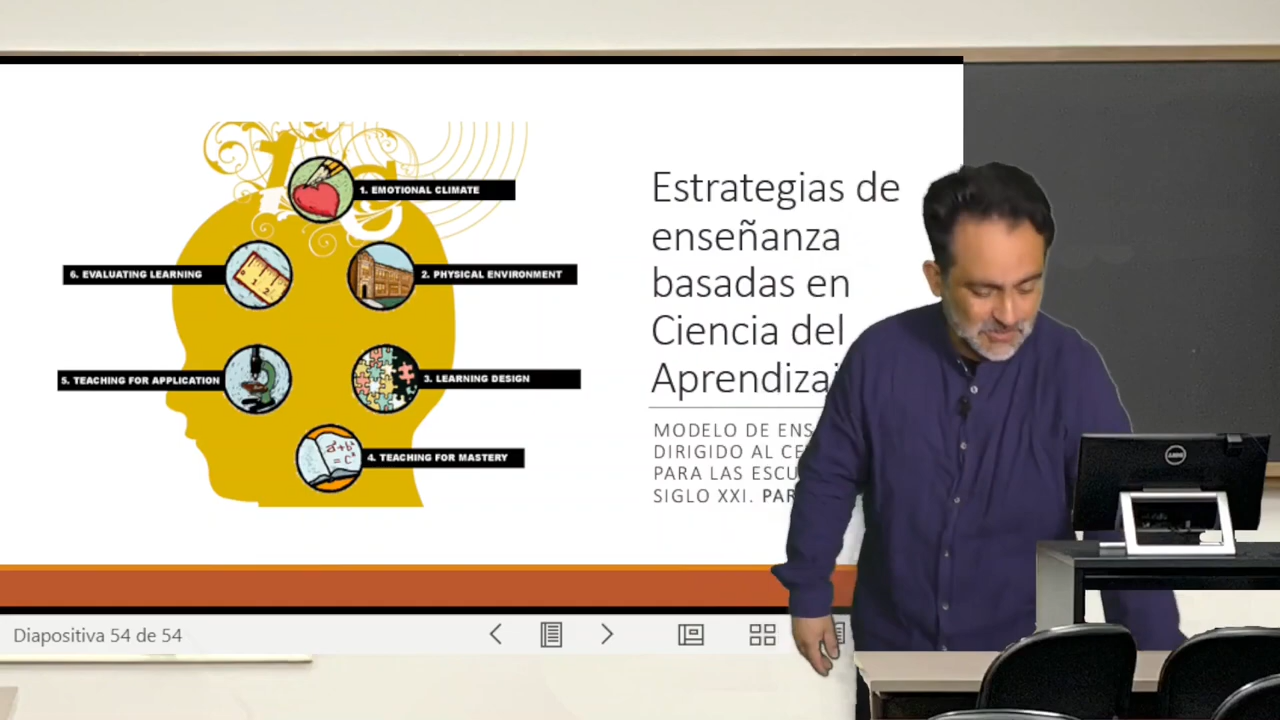 1. EMOTIONAL CLIMATE
6. EVALUATING LEARNING
2. PHYSICAL ENVIRONMENT
5. TEACHING FOR APPLICATION
3. LEARNING DESIGN
4. TEACHING FOR MASTERY
Estrategias de
enseñanza
basadas en
Ciencia del
MODELO DE
DIRIGIDO AL
PARA LAS
SIGLO XXI.
Diapositiva 54 de 54
DELL